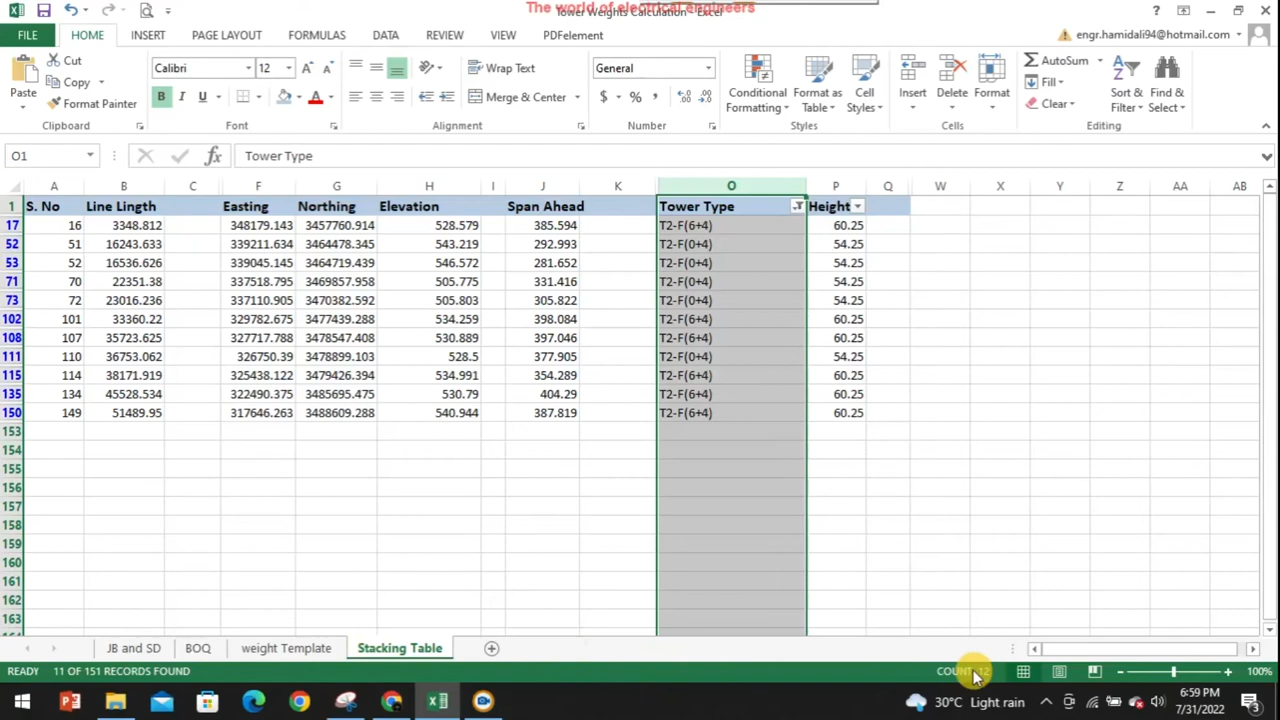 The world of electrical engineers
Tower Weights Calculation - Excel
FILE HOME INSERT PAGE LAYOUT FORMULAS DATA REVIEW VIEW PDFelement engr.hamidali94@hotmail.com
Paste Cut Copy Format Painter
Calibri 12 B I U A
Wrap Text Merge & Center
General $ % ,
Conditional Formatting Format as Table Cell Styles
Insert Delete Format
AutoSum Fill Clear Sort & Filter Find & Select
Clipboard Font Alignment Number Styles Cells Editing
O1 fx Tower Type
A B C F G H I J K O P Q W X Y Z AA AB
1 S. No Line Lingth Easting Northing Elevation Span Ahead Tower Type Height
17 16 3348.812 348179.143 3457760.914 528.579 385.594 T2-F(6+4) 60.25
52 51 16243.633 339211.634 3464478.345 543.219 292.993 T2-F(0+4) 54.25
53 52 16536.626 339045.145 3464719.439 546.572 281.652 T2-F(0+4) 54.25
71 70 22351.38 337518.795 3469857.958 505.775 331.416 T2-F(0+4) 54.25
73 72 23016.236 337110.905 3470382.592 505.803 305.822 T2-F(0+4) 54.25
102 101 33360.22 329782.675 3477439.288 534.259 398.084 T2-F(6+4) 60.25
108 107 35723.625 327717.788 3478547.408 530.889 397.046 T2-F(6+4) 60.25
111 110 36753.062 326750.39 3478899.103 528.5 377.905 T2-F(0+4) 54.25
115 114 38171.919 325438.122 3479426.394 534.991 354.289 T2-F(6+4) 60.25
135 134 45528.534 322490.375 3485695.475 530.79 404.29 T2-F(6+4) 60.25
150 149 51489.95 317646.263 3488609.288 540.944 387.819 T2-F(6+4) 60.25
153
154
155
156
157
158
159
160
161
162
163
JB and SD BOQ weight Template Stacking Table
READY 11 OF 151 RECORDS FOUND COUNT: 12 100%
30°C Light rain 6:59 PM
7/31/2022